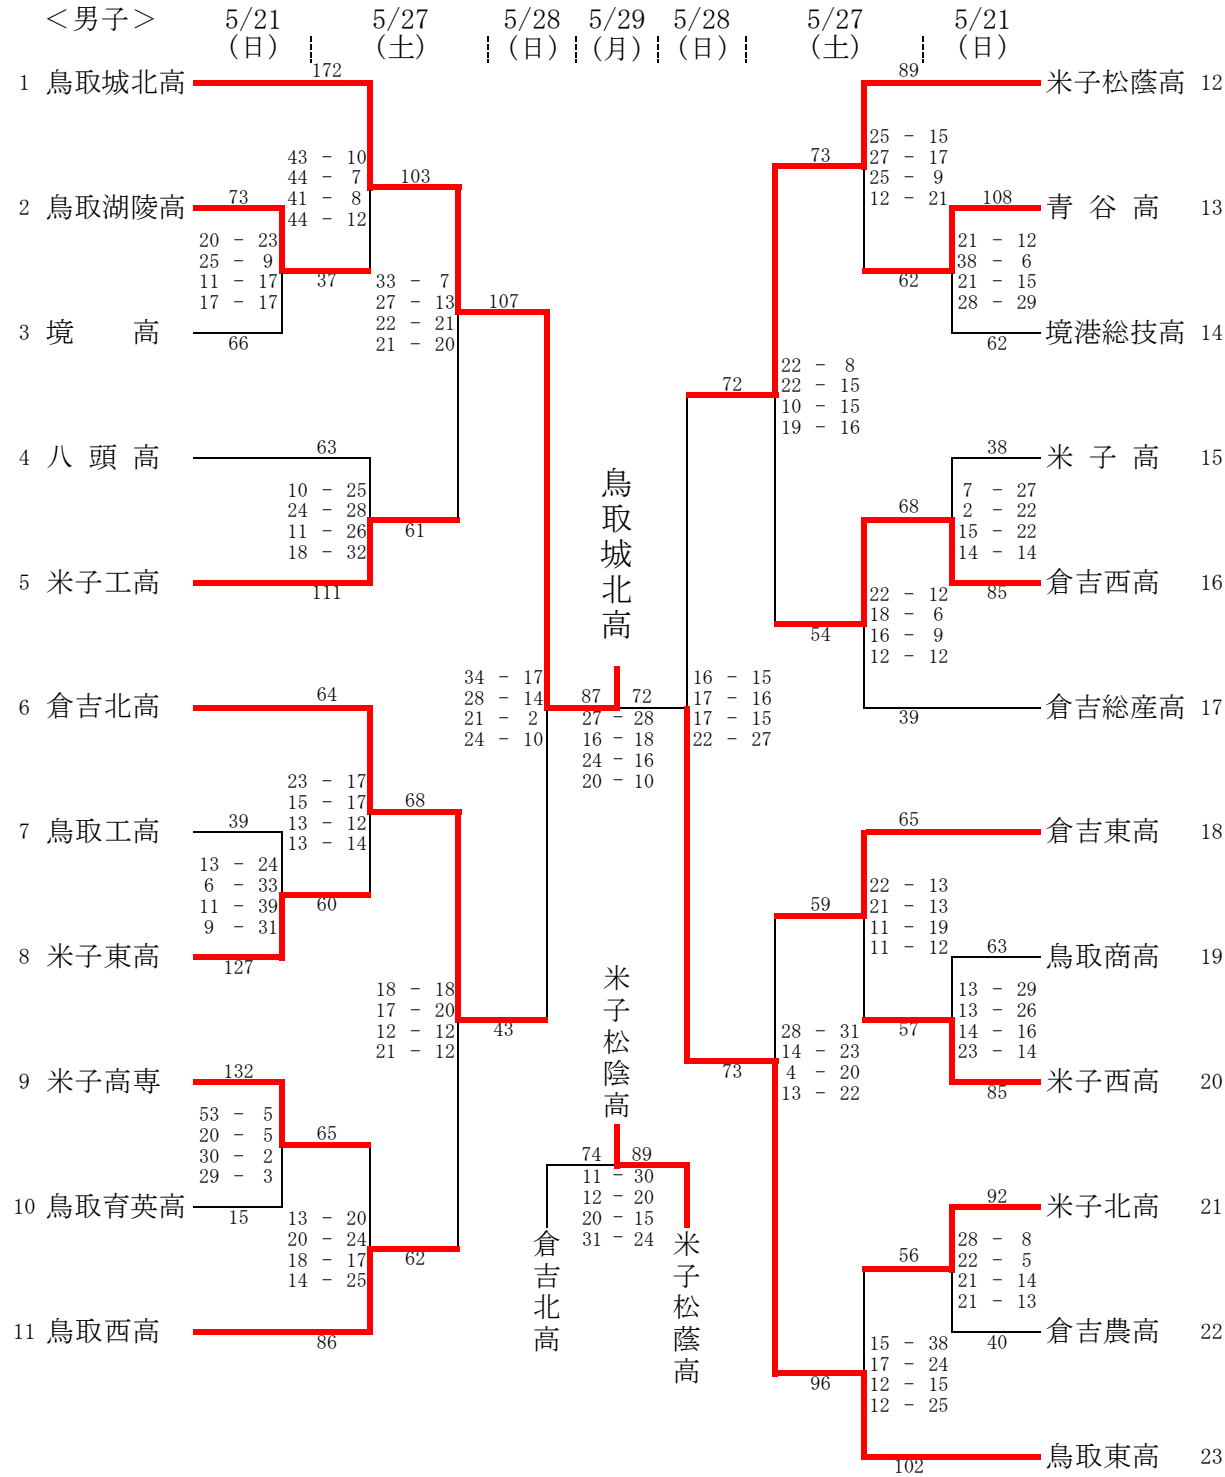 ＜男子＞
5/21
(日)
5/27
(土)
5/28
(日)
5/29
(月)
5/28
(日)
5/27
(土)
5/21
(日)
1 鳥取城北高
172
43 - 10
44 - 7
41 - 8
44 - 12
103
2 鳥取湖陵高
73
20 - 23
25 - 9
11 - 17
17 - 17
37
3 境 高
66
33 - 7
27 - 13
22 - 21
21 - 20
107
4 八頭高
63
10 - 25
24 - 28
11 - 26
18 - 32
61
5 米子工高
111
6 倉吉北高
64
23 - 17
15 - 17
13 - 12
13 - 14
68
7 鳥取工高
39
13 - 24
6 - 33
11 - 39
9 - 31
60
8 米子東高
127
18 - 18
17 - 20
12 - 12
21 - 12
43
9 米子高専
132
53 - 5
20 - 5
30 - 2
29 - 3
65
10 鳥取育英高
15
13 - 20
20 - 24
18 - 17
14 - 25
62
11 鳥取西高
86
34 - 17
28 - 14
21 - 2
24 - 10
鳥取城北高
87 72
27 - 28
16 - 18
24 - 16
20 - 10
米子松陰高
74 89
11 - 30
12 - 20
20 - 15
31 - 24
倉吉北高
米子松蔭高
16 - 15
17 - 16
17 - 15
22 - 27
72
73
89
米子松蔭高 12
73
25 - 15
27 - 17
25 - 9
12 - 21
108
青谷高 13
21 - 12
38 - 6
21 - 15
28 - 29
62
62
境港総技高 14
22 - 8
22 - 15
10 - 15
19 - 16
38
米子高 15
68
7 - 27
2 - 22
15 - 22
14 - 14
85
倉吉西高 16
54
22 - 12
18 - 6
16 - 9
12 - 12
39
倉吉総産高 17
65
倉吉東高 18
59
22 - 13
21 - 13
11 - 19
11 - 12
63
鳥取商高 19
13 - 29
13 - 26
14 - 16
23 - 14
57
85
米子西高 20
28 - 31
14 - 23
4 - 20
13 - 22
92
米子北高 21
56
28 - 8
22 - 5
21 - 14
21 - 13
40
倉吉農高 22
96
15 - 38
17 - 24
12 - 15
12 - 25
102
鳥取東高 23